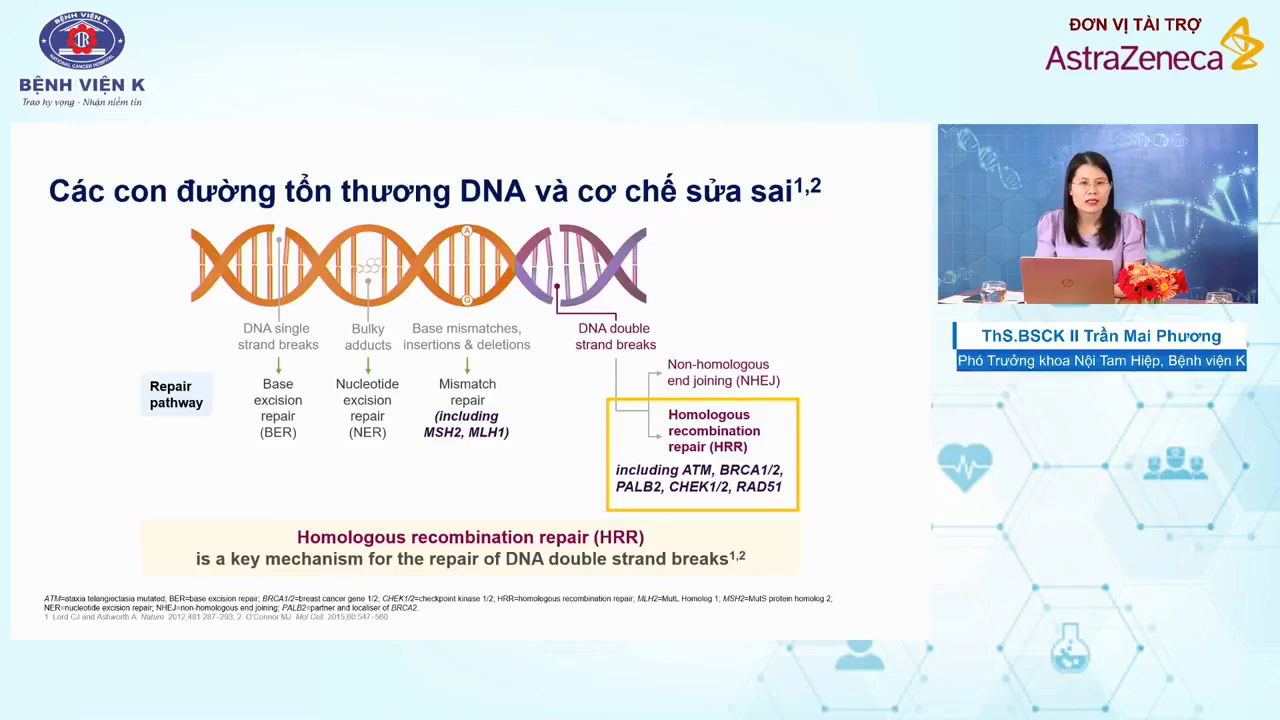 BỆNH VIỆN K
NATIONAL CANCER HOSPITAL
BỆNH VIỆN K
Trao hy vọng - Nhận niềm tin
ĐƠN VỊ TÀI TRỢ
AstraZeneca
Các con đường tổn thương DNA và cơ chế sửa sai1,2
A
G
DNA single
strand breaks
Bulky
adducts
Base mismatches,
insertions & deletions
DNA double
strand breaks
Repair
pathway
Base
excision
repair
(BER)
Nucleotide
excision
repair
(NER)
Mismatch
repair
(including
MSH2, MLH1)
Non-homologous
end joining (NHEJ)
Homologous
recombination
repair (HRR)
including ATM, BRCA1/2,
PALB2, CHEK1/2, RAD51
Homologous recombination repair (HRR)
is a key mechanism for the repair of DNA double strand breaks1,2
ATM=ataxia telangiectasia mutated; BER=base excision repair; BRCA1/2=breast cancer gene 1/2; CHEK1/2=checkpoint kinase 1/2; HRR=homologous recombination repair; MLH2=MutL Homolog 1; MSH2=MutS protein homolog 2,
NER=nucleotide excision repair; NHEJ=non-homologous end joining; PALB2=partner and localiser of BRCA2.
1. Lord CJ and Ashworth A. Nature. 2012;481:287–293; 2. O'Connor MJ. Mol Cell. 2015;60:547–560
ThS.BSCK II Trần Mai Phương
Phó Trưởng khoa Nội Tam Hiệp, Bệnh viện K